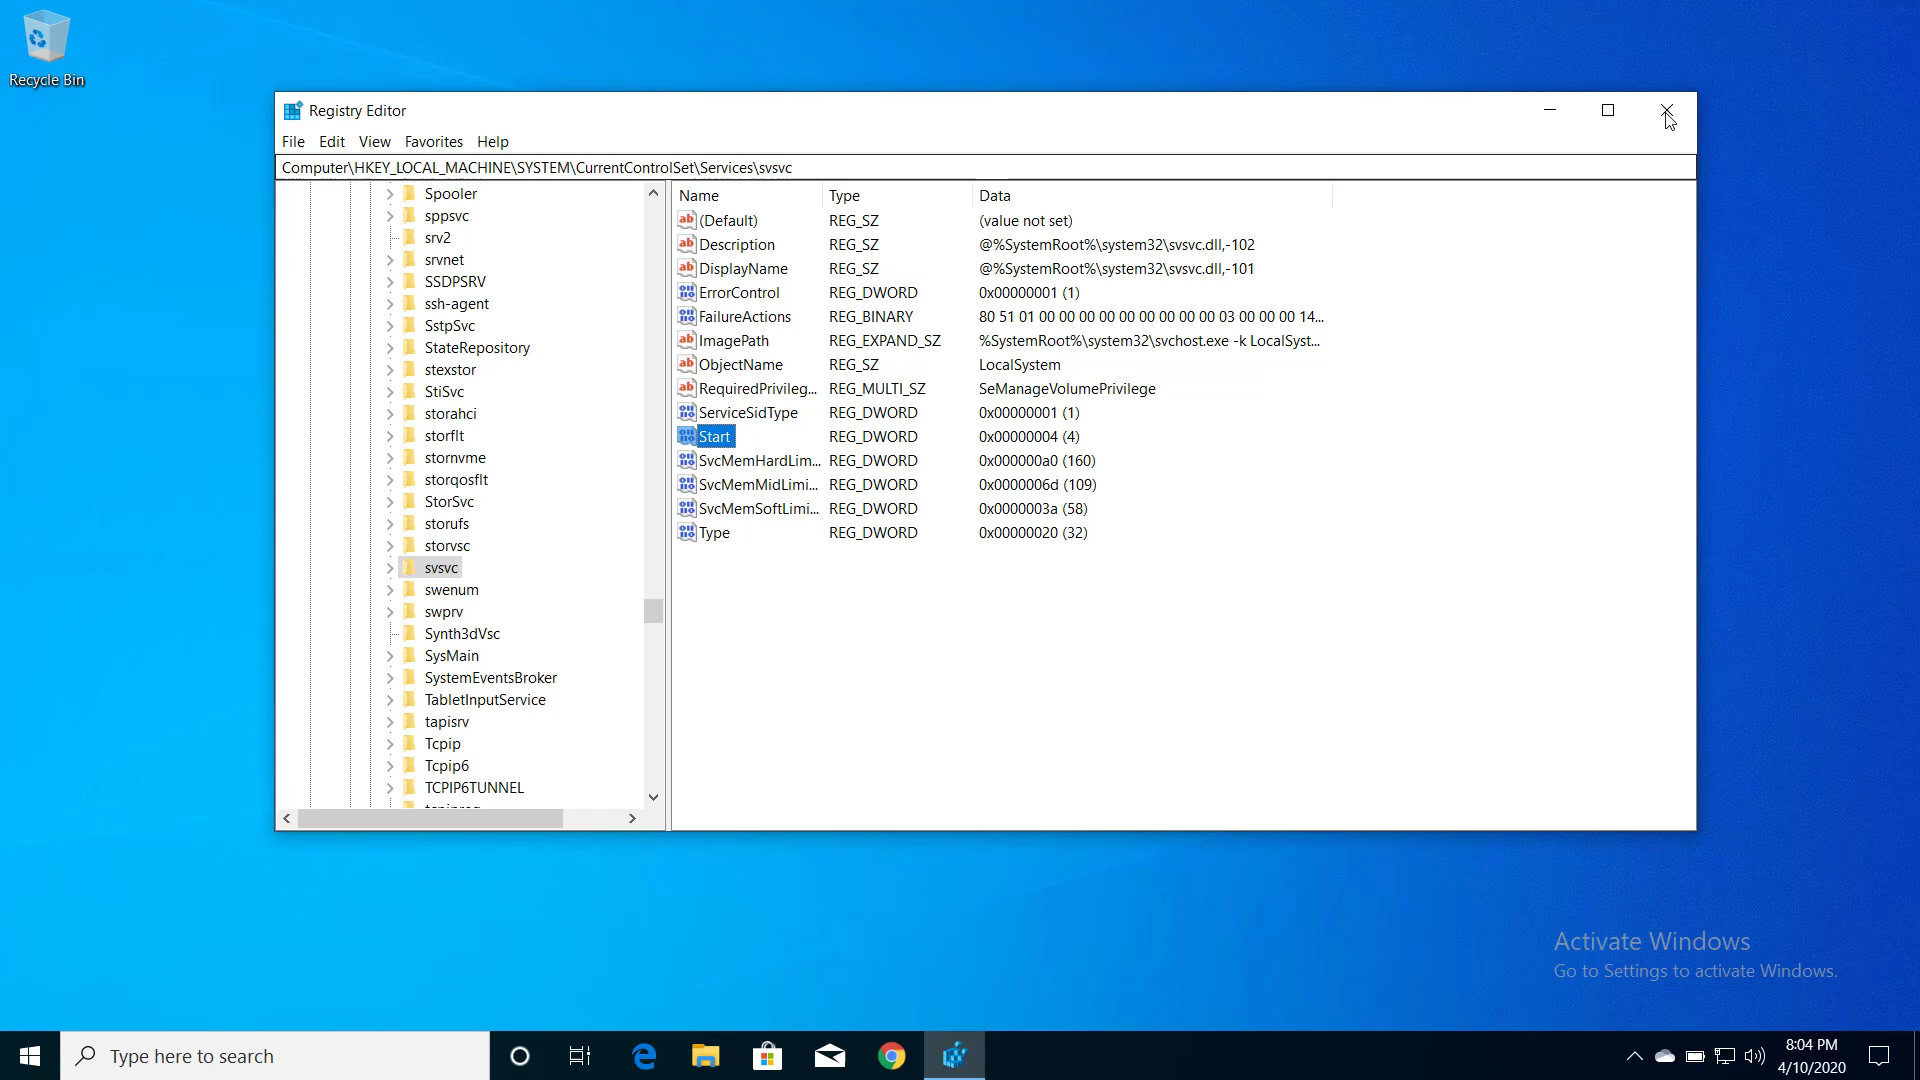 Recycle Bin
Registry Editor
File Edit View Favorites Help
Computer\HKEY_LOCAL_MACHINE\SYSTEM\CurrentControlSet\Services\svsvc
Spooler
sppsvc
srv2
srvnet
SSDPSRV
ssh-agent
SstpSvc
StateRepository
stexstor
StiSvc
storahci
storflt
stornvme
storqosflt
StorSvc
storufs
storvsc
svsvc
swenum
swprv
Synth3dVsc
SysMain
SystemEventsBroker
TabletInputService
tapisrv
Tcpip
Tcpip6
TCPIP6TUNNEL
Name Type Data
(Default) REG_SZ (value not set)
Description REG_SZ @%SystemRoot%\system32\svsvc.dll,-102
DisplayName REG_SZ @%SystemRoot%\system32\svsvc.dll,-101
ErrorControl REG_DWORD 0x00000001 (1)
FailureActions REG_BINARY 80 51 01 00 00 00 00 00 00 00 00 00 03 00 00 00 14...
ImagePath REG_EXPAND_SZ %SystemRoot%\system32\svchost.exe -k LocalSyst...
ObjectName REG_SZ LocalSystem
RequiredPrivileg... REG_MULTI_SZ SeManageVolumePrivilege
ServiceSidType REG_DWORD 0x00000001 (1)
Start REG_DWORD 0x00000004 (4)
SvcMemHardLim... REG_DWORD 0x000000a0 (160)
SvcMemMidLimi... REG_DWORD 0x0000006d (109)
SvcMemSoftLimi... REG_DWORD 0x0000003a (58)
Type REG_DWORD 0x00000020 (32)
Activate Windows
Go to Settings to activate Windows.
Type here to search
8:04 PM
4/10/2020